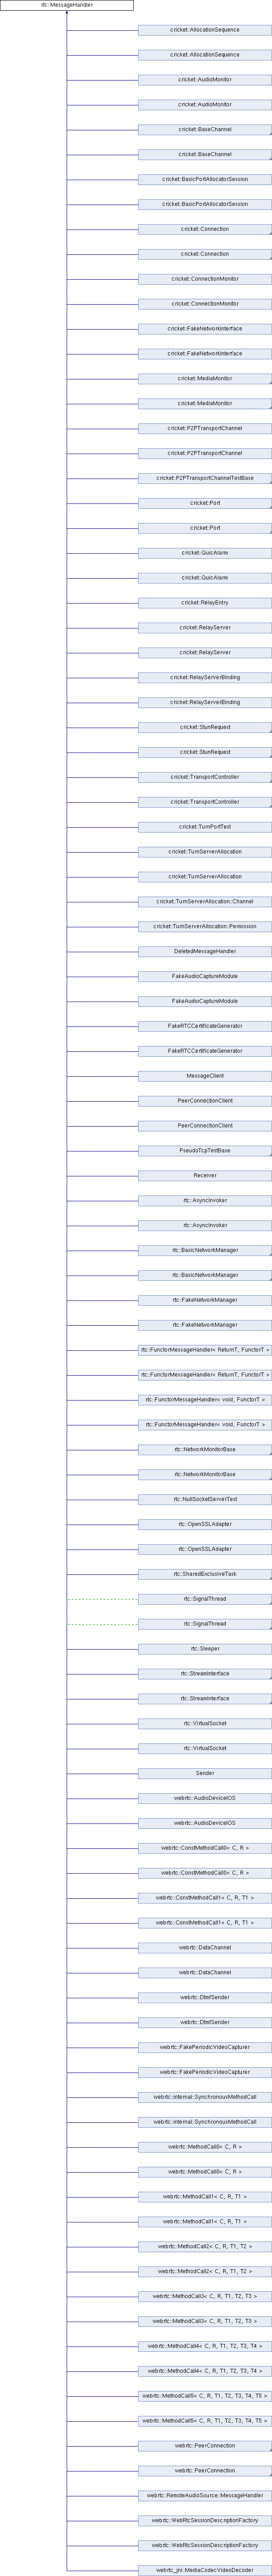 rtc::MessageHandler
cricket::AllocationSequence
cricket::AllocationSequence
cricket::AudioMonitor
cricket::AudioMonitor
cricket::BaseChannel
cricket::BaseChannel
cricket::BasicPortAllocatorSession
cricket::BasicPortAllocatorSession
cricket::Connection
cricket::Connection
cricket::ConnectionMonitor
cricket::ConnectionMonitor
cricket::FakeNetworkInterface
cricket::FakeNetworkInterface
cricket::MediaMonitor
cricket::MediaMonitor
cricket::P2PTransportChannel
cricket::P2PTransportChannel
cricket::P2PTransportChannelTestBase
cricket::Port
cricket::Port
cricket::QuicAlarm
cricket::QuicAlarm
cricket::RelayEntry
cricket::RelayServer
cricket::RelayServer
cricket::RelayServerBinding
cricket::RelayServerBinding
cricket::StunRequest
cricket::StunRequest
cricket::TransportController
cricket::TransportController
cricket::TurnPortTest
cricket::TurnServerAllocation
cricket::TurnServerAllocation
cricket::TurnServerAllocation::Channel
cricket::TurnServerAllocation::Permission
DeletedMessageHandler
FakeAudioCaptureModule
FakeAudioCaptureModule
FakeRTCCertificateGenerator
FakeRTCCertificateGenerator
MessageClient
PeerConnectionClient
PeerConnectionClient
PseudoTcpTestBase
Receiver
rtc::AsyncInvoker
rtc::AsyncInvoker
rtc::BasicNetworkManager
rtc::BasicNetworkManager
rtc::FakeNetworkManager
rtc::FakeNetworkManager
rtc::FunctorMessageHandler< ReturnT, FunctorT >
rtc::FunctorMessageHandler< ReturnT, FunctorT >
rtc::FunctorMessageHandler< void, FunctorT >
rtc::FunctorMessageHandler< void, FunctorT >
rtc::NetworkMonitorBase
rtc::NetworkMonitorBase
rtc::NullSocketServerTest
rtc::OpenSSLAdapter
rtc::OpenSSLAdapter
rtc::SharedExclusiveTask
rtc::SignalThread
rtc::SignalThread
rtc::Sleeper
rtc::StreamInterface
rtc::StreamInterface
rtc::VirtualSocket
rtc::VirtualSocket
Sender
webrtc::AudioDeviceIOS
webrtc::AudioDeviceIOS
webrtc::ConstMethodCall0< C, R >
webrtc::ConstMethodCall0< C, R >
webrtc::ConstMethodCall1< C, R, T1 >
webrtc::ConstMethodCall1< C, R, T1 >
webrtc::DataChannel
webrtc::DataChannel
webrtc::DtmfSender
webrtc::DtmfSender
webrtc::FakePeriodicVideoCapturer
webrtc::FakePeriodicVideoCapturer
webrtc::internal::SynchronousMethodCall
webrtc::internal::SynchronousMethodCall
webrtc::MethodCall0< C, R >
webrtc::MethodCall0< C, R >
webrtc::MethodCall1< C, R, T1 >
webrtc::MethodCall1< C, R, T1 >
webrtc::MethodCall2< C, R, T1, T2 >
webrtc::MethodCall2< C, R, T1, T2 >
webrtc::MethodCall3< C, R, T1, T2, T3 >
webrtc::MethodCall3< C, R, T1, T2, T3 >
webrtc::MethodCall4< C, R, T1, T2, T3, T4 >
webrtc::MethodCall4< C, R, T1, T2, T3, T4 >
webrtc::MethodCall5< C, R, T1, T2, T3, T4, T5 >
webrtc::MethodCall5< C, R, T1, T2, T3, T4, T5 >
webrtc::PeerConnection
webrtc::PeerConnection
webrtc::RemoteAudioSource::MessageHandler
webrtc::WebRtcSessionDescriptionFactory
webrtc::WebRtcSessionDescriptionFactory
webrtc_jni::MediaCodecVideoDecoder